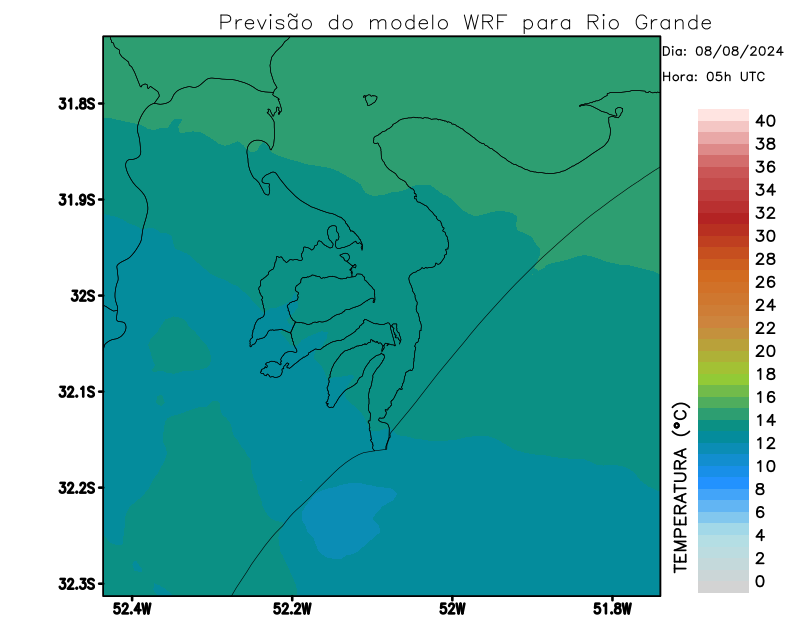 Previsão do modelo WRF para Rio Grande
Dia: 08/08/2024
Hora: 05h UTC
31.8S
31.9S
32S
32.1S
32.2S
32.3S
52.4W
52.2W
52W
51.8W
TEMPERATURA (°C)
40
38
36
34
32
30
28
26
24
22
20
18
16
14
12
10
8
6
4
2
0